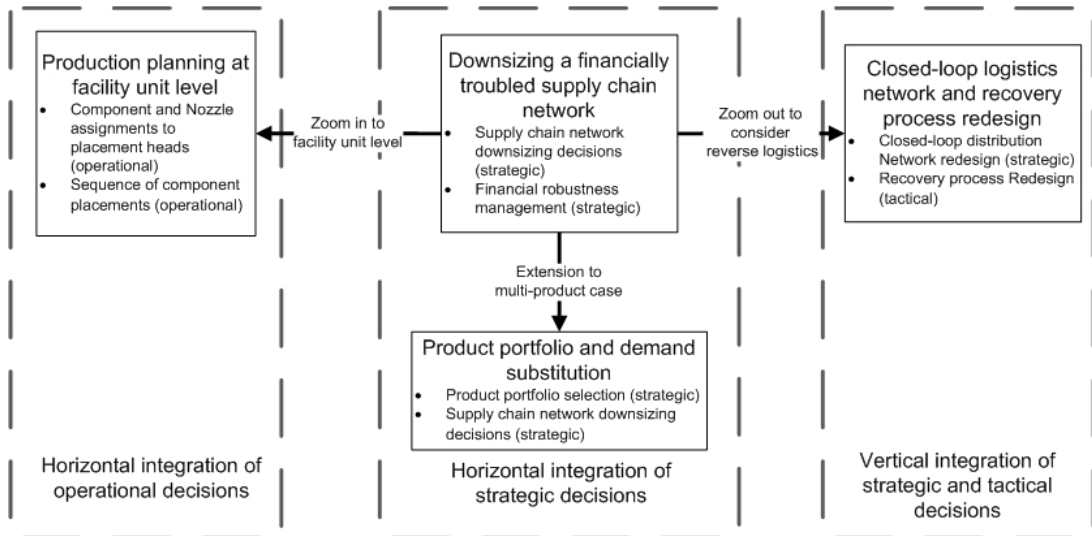 Production planning at
facility unit level
• Component and Nozzle
assignments to
placement heads
(operational)
• Sequence of component
placements (operational)
Zoom in to
facility unit level
Downsizing a financially
troubled supply chain
network
• Supply chain network
downsizing decisions
(strategic)
• Financial robustness
management (strategic)
Zoom out to
consider
reverse logistics
Closed-loop logistics
network and recovery
process redesign
• Closed-loop distribution
Network redesign (strategic)
• Recovery process Redesign
(tactical)
Extension to
multi-product case
Product portfolio and demand
substitution
• Product portfolio selection (strategic)
• Supply chain network downsizing
decisions (strategic)
Horizontal integration of
operational decisions
Horizontal integration of
strategic decisions
Vertical integration of
strategic and tactical
decisions